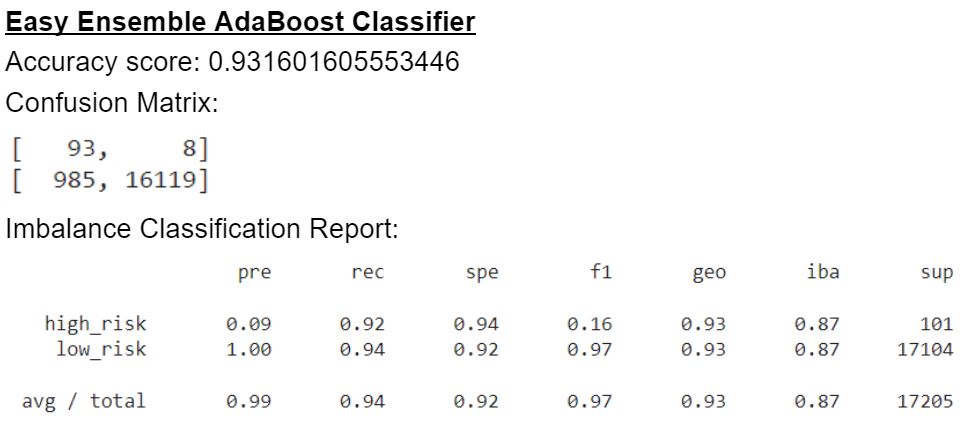 Easy Ensemble AdaBoost Classifier
Accuracy score: 0.931601605553446
Confusion Matrix:
[   93,     8]
[  985, 16119]
Imbalance Classification Report:
pre rec spe f1 geo iba sup
high_risk 0.09 0.92 0.94 0.16 0.93 0.87 101
low_risk 1.00 0.94 0.92 0.97 0.93 0.87 17104
avg / total 0.99 0.94 0.92 0.97 0.93 0.87 17205